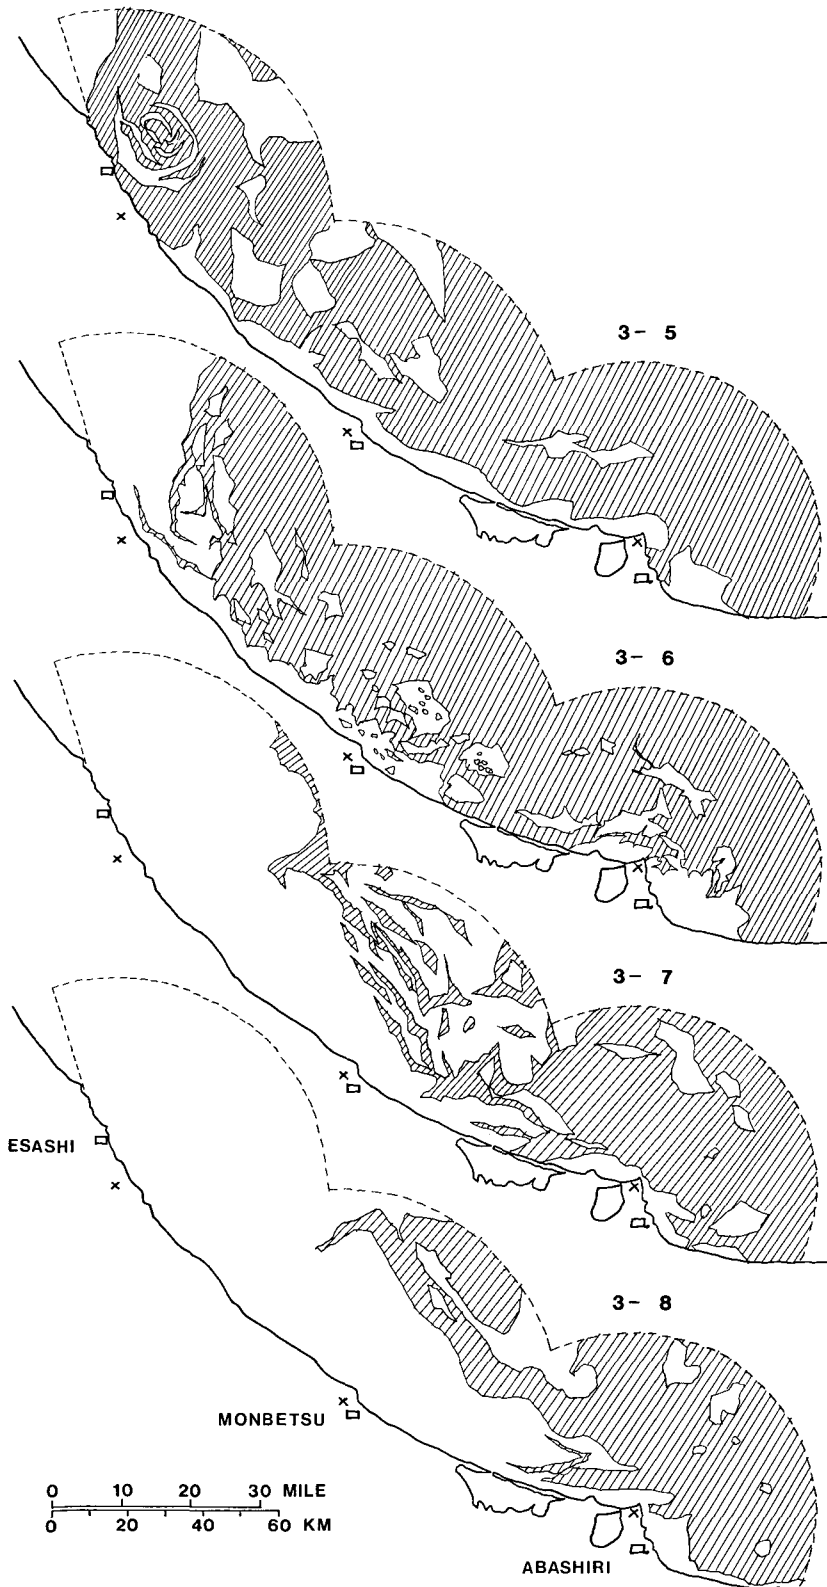 3- 5
3- 6
3- 7
ESASHI
3- 8
MONBETSU
0 10 20 30 MILE
0 20 40 60 KM
ABASHIRI